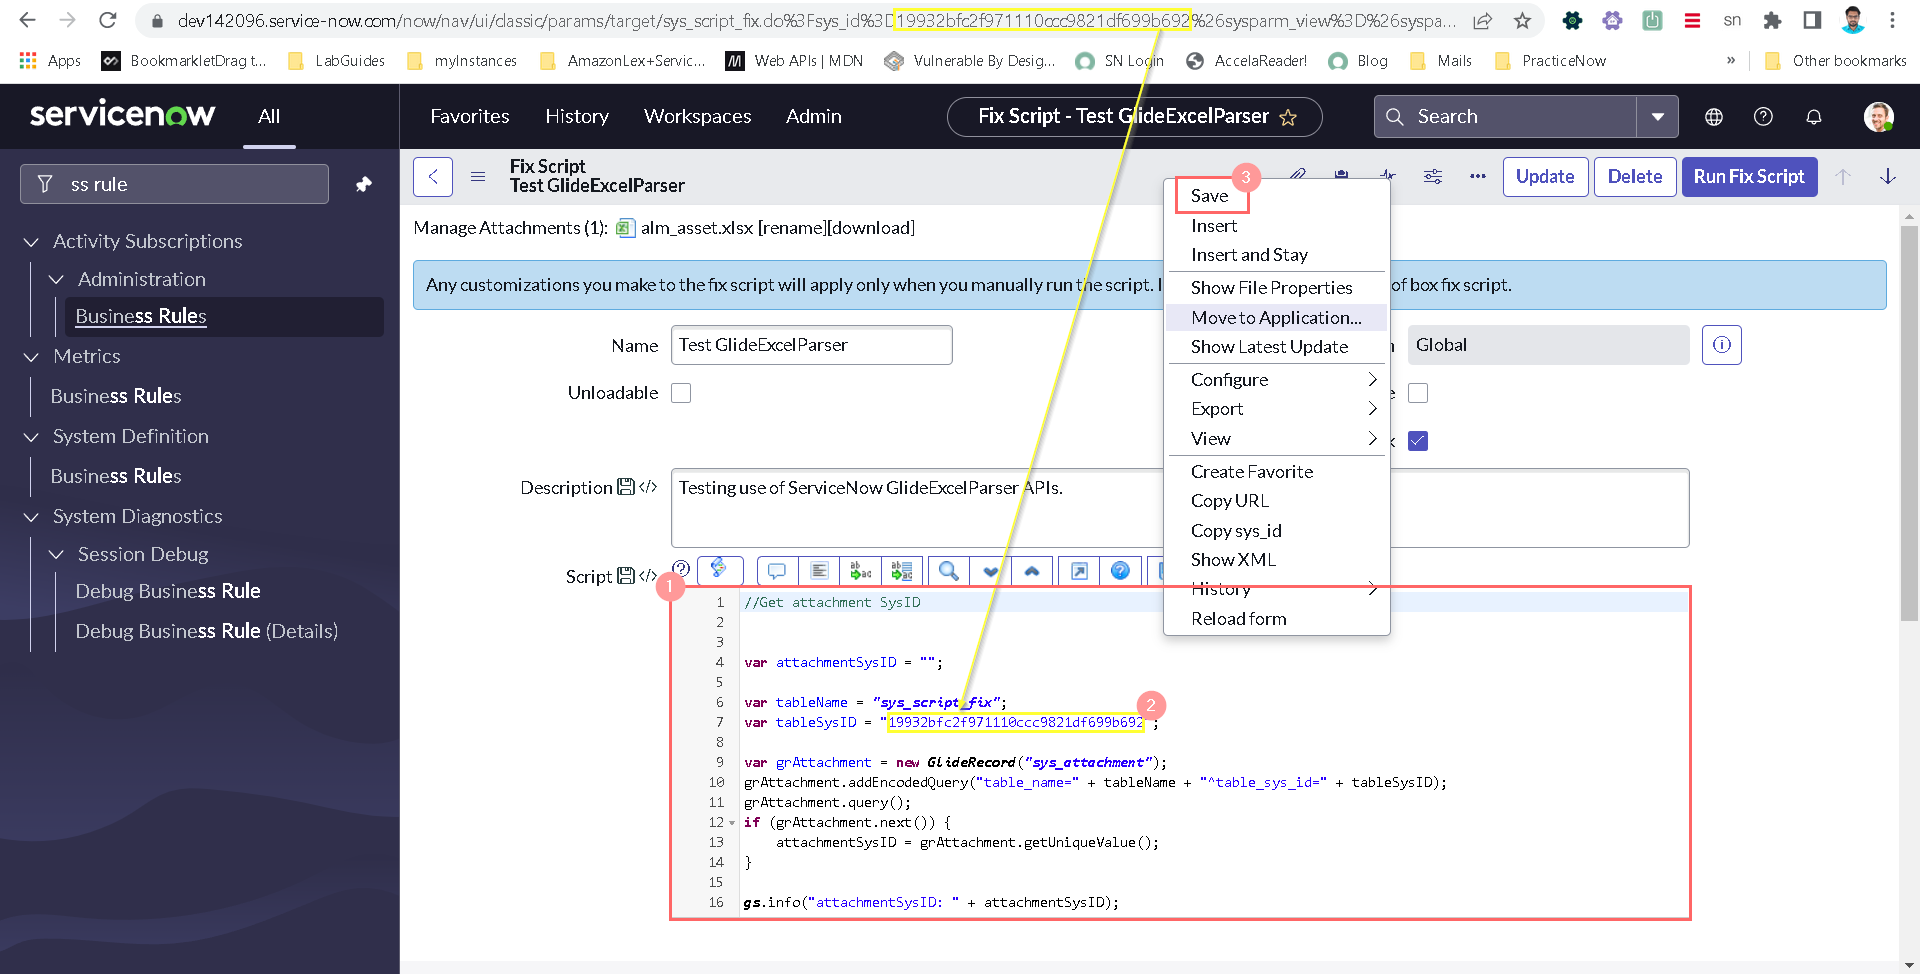 dev142096.service-now.com/now/nav/ui/classic/params/target/sys_script_fix.do%3Fsys_id%3D19932bfc2f971110ccc9821df699b692%26sysparm_view%3D%26syspa...
sn
Apps BookmarkletDrag t... LabGuides myInstances AmazonLex+Servic... Web APIs | MDN Vulnerable By Desig... SN Login AccelaReader! Blog Mails PracticeNow » Other bookmarks
servicenow All Favorites History Workspaces Admin Fix Script - Test GlideExcelParser Search
ss rule
Activity Subscriptions
Administration
Business Rules
Metrics
Business Rules
System Definition
Business Rules
System Diagnostics
Session Debug
Debug Business Rule
Debug Business Rule (Details)
Fix Script
Test GlideExcelParser
Update Delete Run Fix Script
Manage Attachments (1): alm_asset.xlsx [rename][download]
Any customizations you make to the fix script will apply only when you manually run the script. I of box fix script.
Name Test GlideExcelParser
n Global
Unloadable
e
k
Description </> Testing use of ServiceNow GlideExcelParser APIs.
Script </>
3
Save
Insert
Insert and Stay
Show File Properties
Move to Application...
Show Latest Update
Configure
Export
View
Create Favorite
Copy URL
Copy sys_id
Show XML
History
Reload form
1
1 //Get attachment SysID
2
3
4 var attachmentSysID = "";
5
6 var tableName = "sys_script_fix";
7 var tableSysID = "19932bfc2f971110ccc9821df699b692";
2
8
9 var grAttachment = new GlideRecord("sys_attachment");
10 grAttachment.addEncodedQuery("table_name=" + tableName + "^table_sys_id=" + tableSysID);
11 grAttachment.query();
12 if (grAttachment.next()) {
13 attachmentSysID = grAttachment.getUniqueValue();
14 }
15
16 gs.info("attachmentSysID: " + attachmentSysID);